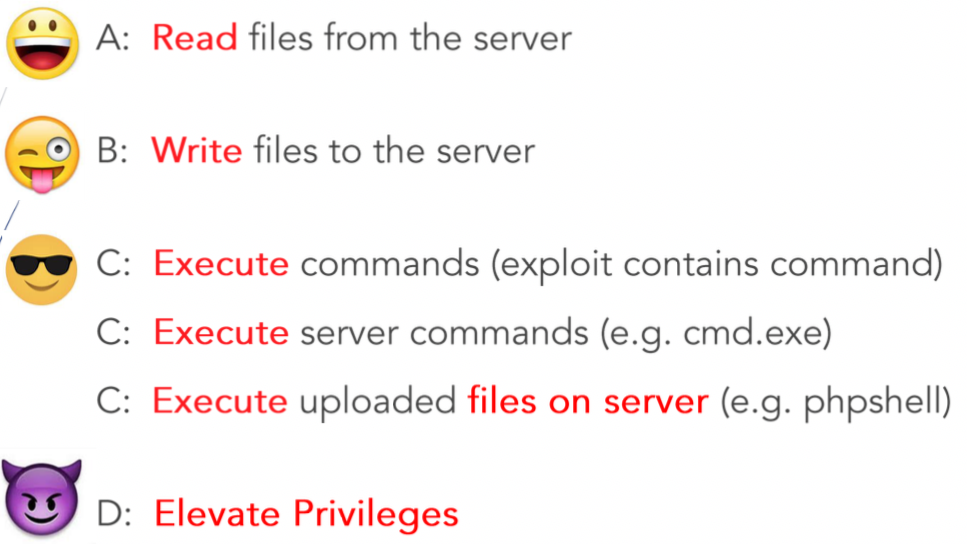 A: Read files from the server
B: Write files to the server
C: Execute commands (exploit contains command)
C: Execute server commands (e.g. cmd.exe)
C: Execute uploaded files on server (e.g. phpshell)
D: Elevate Privileges